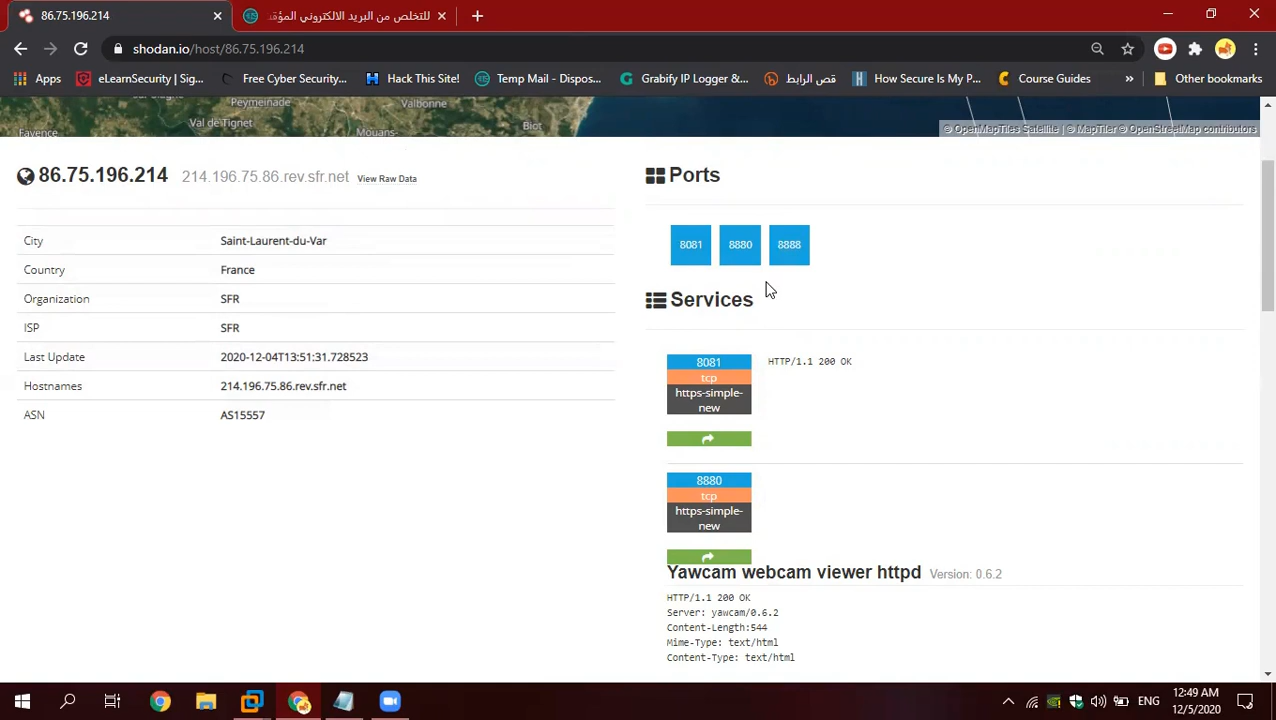 86.75.196.214
للتخلص من البريد الالكتروني المؤق
shodan.io/host/86.75.196.214
Apps
eLearnSecurity | Sig...
Free Cyber Security...
Hack This Site!
Temp Mail - Dispos...
Grabify IP Logger &...
قص الرابط
How Secure Is My P...
Course Guides
»
Other bookmarks
Peymeinade
Valbonne
Val de Tignet
Biot
Mouans-
Favence
© OpenMapTiles Satellite | © MapTiler © OpenStreetMap contributors
86.75.196.214 214.196.75.86.rev.sfr.net View Raw Data
City Saint-Laurent-du-Var
Country France
Organization SFR
ISP SFR
Last Update 2020-12-04T13:51:31.728523
Hostnames 214.196.75.86.rev.sfr.net
ASN AS15557
Ports
8081 8880 8888
Services
8081
tcp
https-simple-
new
HTTP/1.1 200 OK
8880
tcp
https-simple-
new
Yawcam webcam viewer httpd Version: 0.6.2
HTTP/1.1 200 OK
Server: yawcam/0.6.2
Content-Length:544
Mime-Type: text/html
Content-Type: text/html
ENG
12:49 AM
12/5/2020